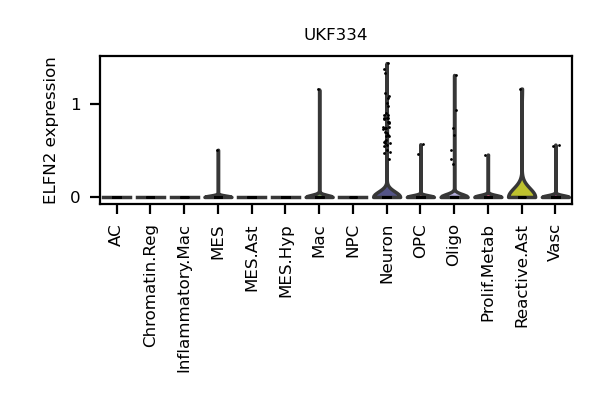 UKF334
ELFN2 expression
1
0
AC
Chromatin.Reg
Inflammatory.Mac
MES
MES.Ast
MES.Hyp
Mac
NPC
Neuron
OPC
Oligo
Prolif.Metab
Reactive.Ast
Vasc